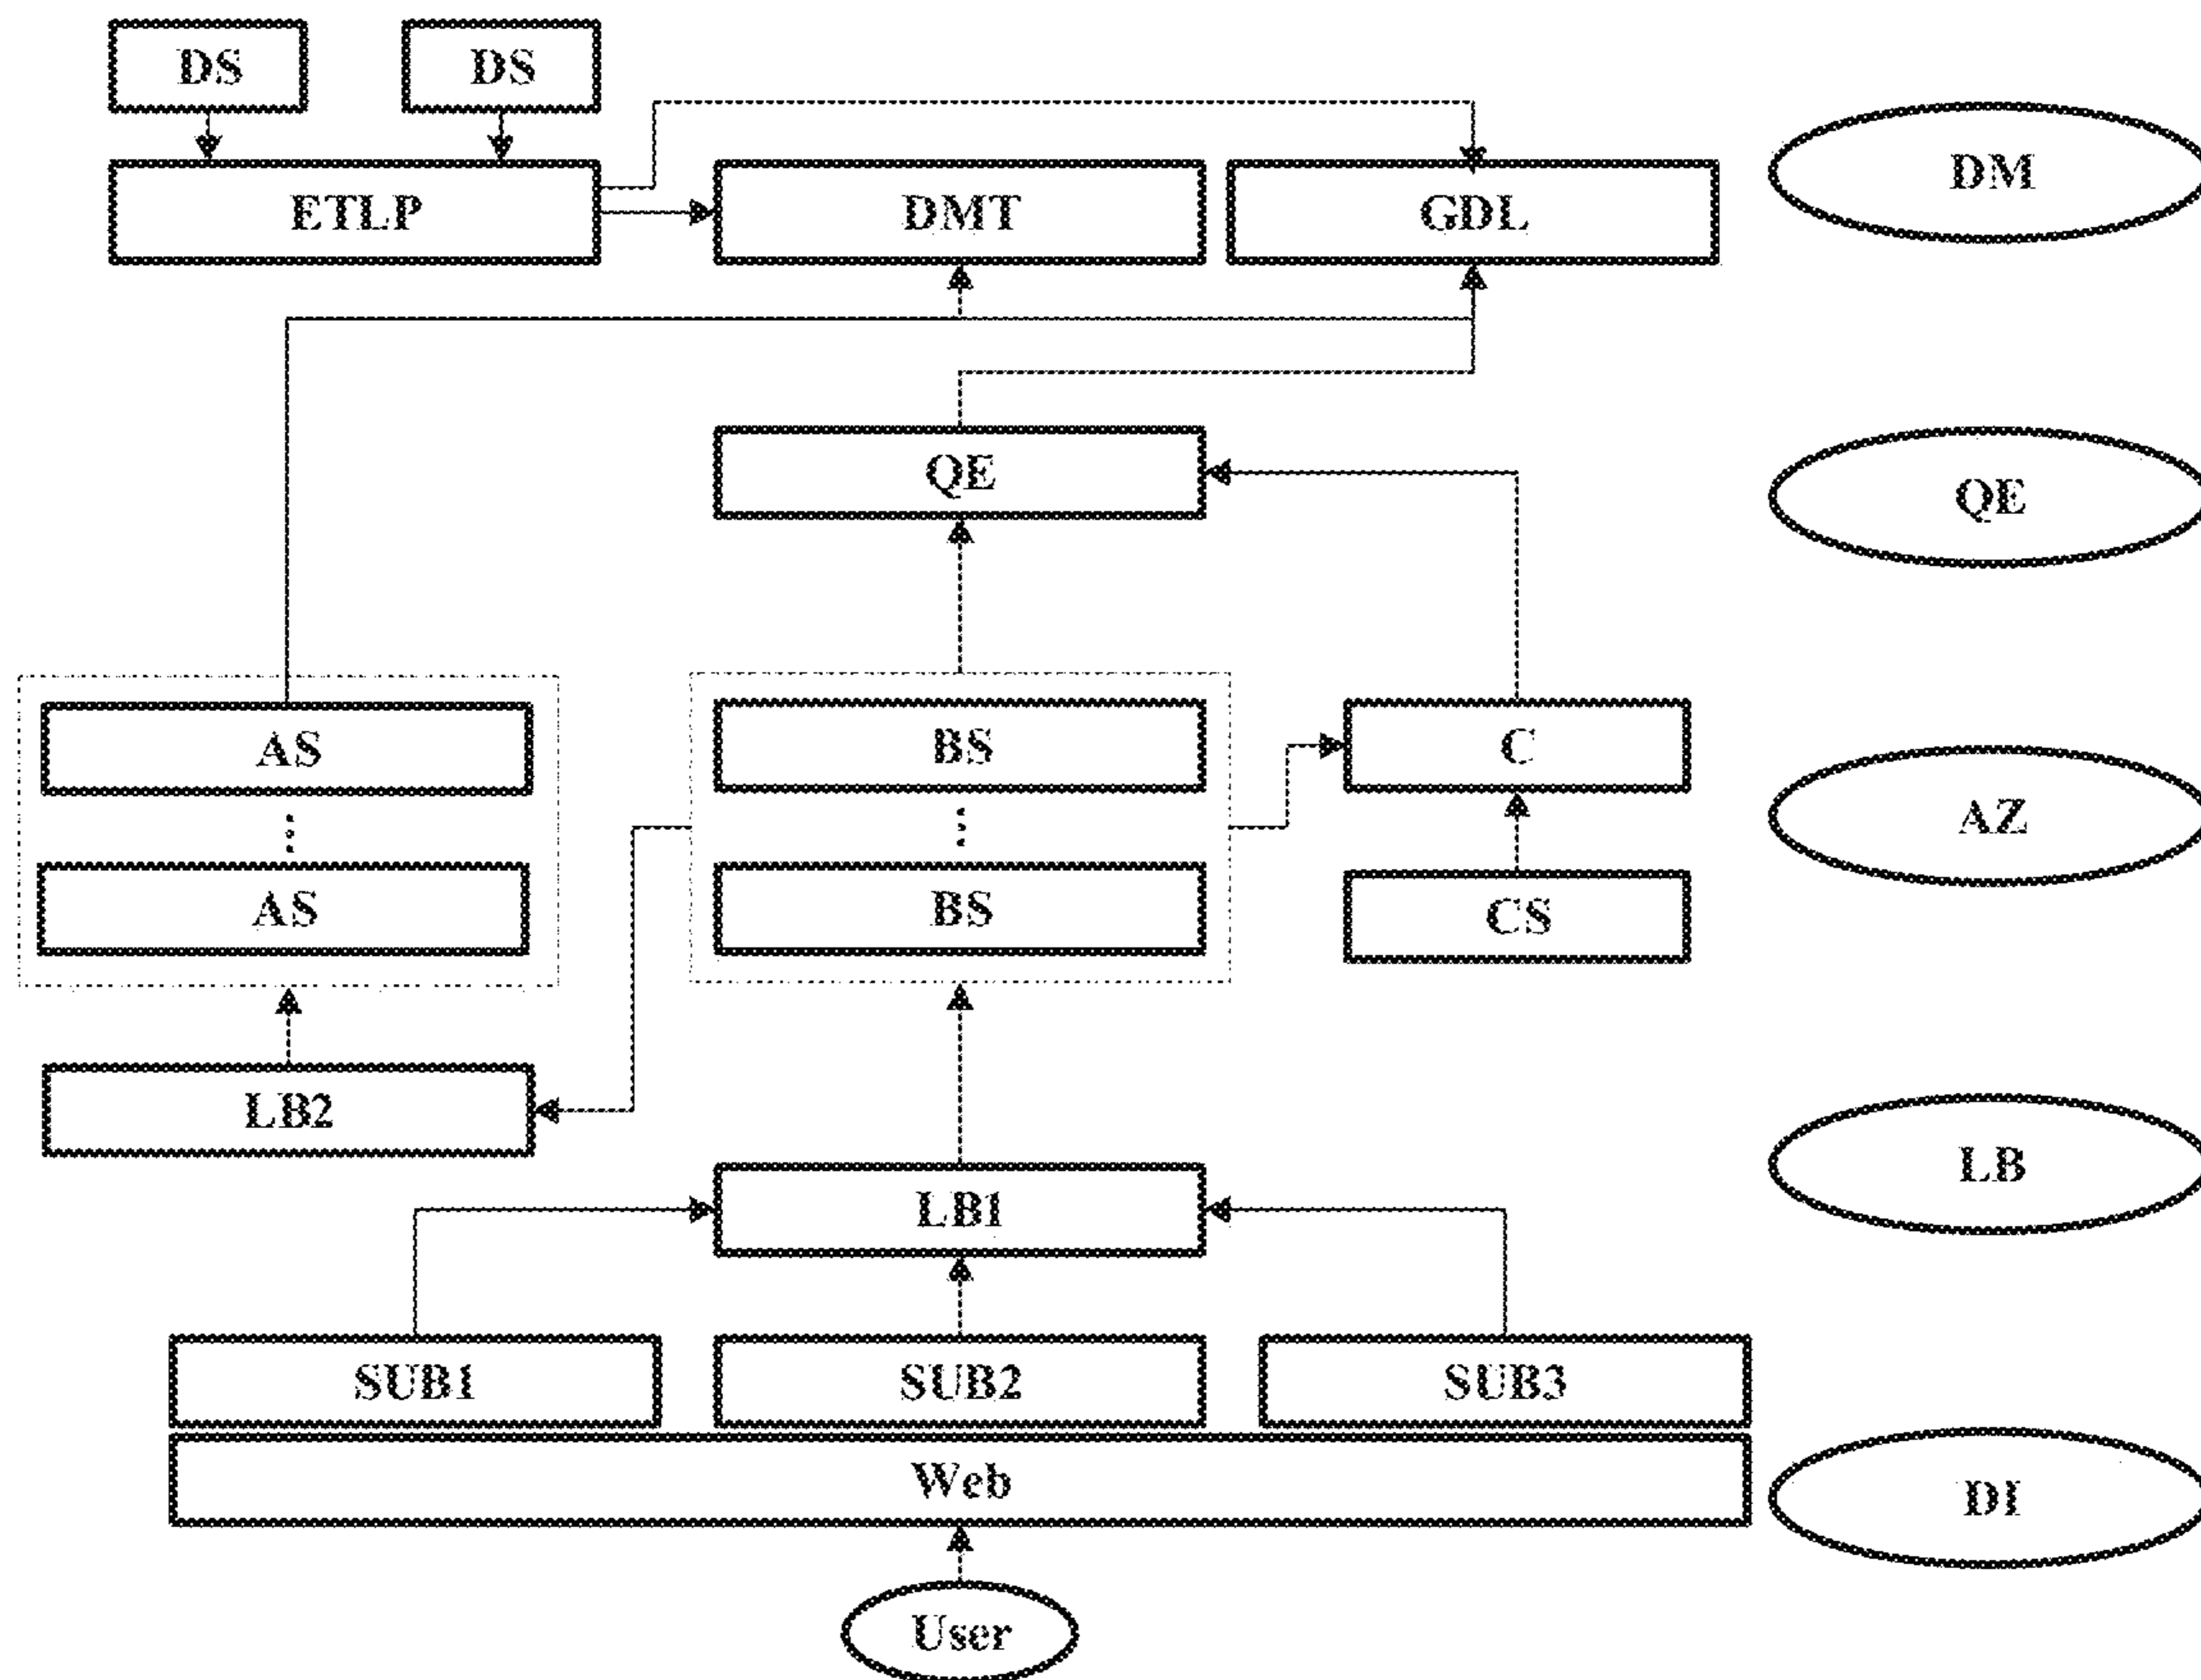 DS
DS
ETLP
DMT
GDL
DM
QE
QE
AS
BS
C
AZ
AS
BS
CS
LB2
LB1
LB
SUB1
SUB2
SUB3
Web
DI
User